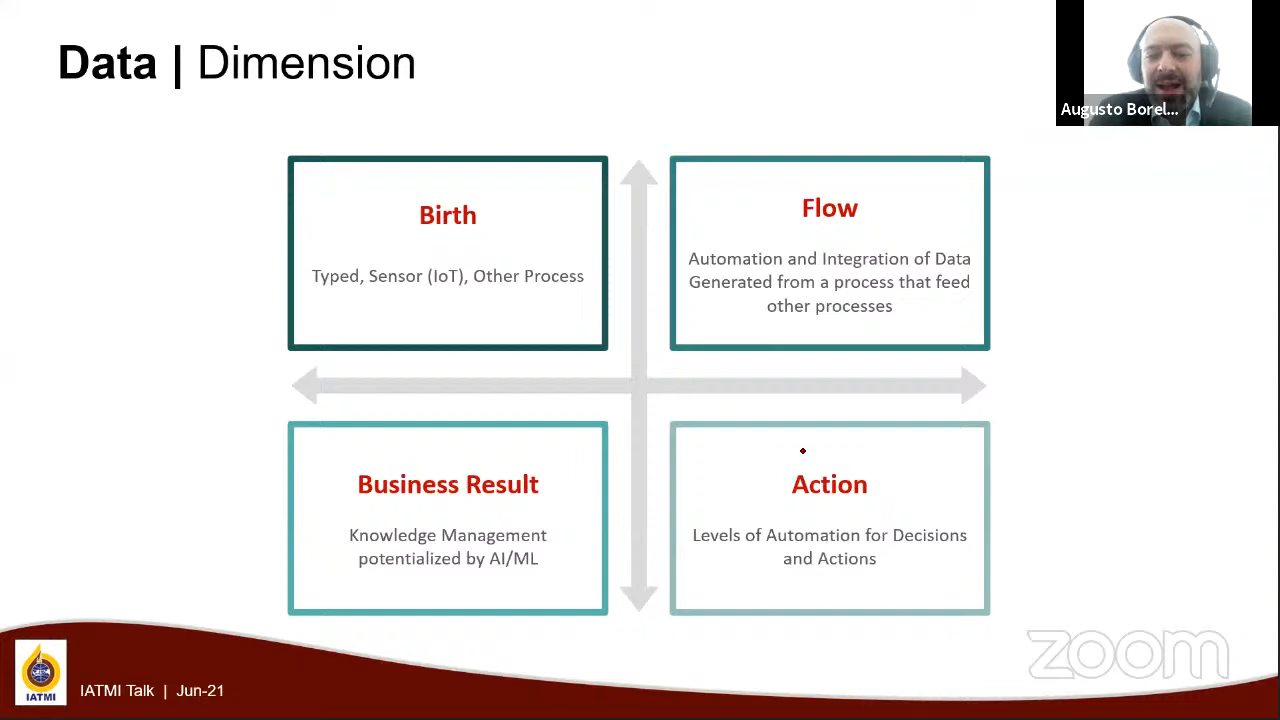 Data | Dimension
Augusto Borel...
Birth
Typed, Sensor (IoT), Other Process
Flow
Automation and Integration of Data
Generated from a process that feed
other processes
Business Result
Knowledge Management
potentialized by AI/ML
Action
Levels of Automation for Decisions
and Actions
zoom
IATMI
IATMI Talk | Jun-21